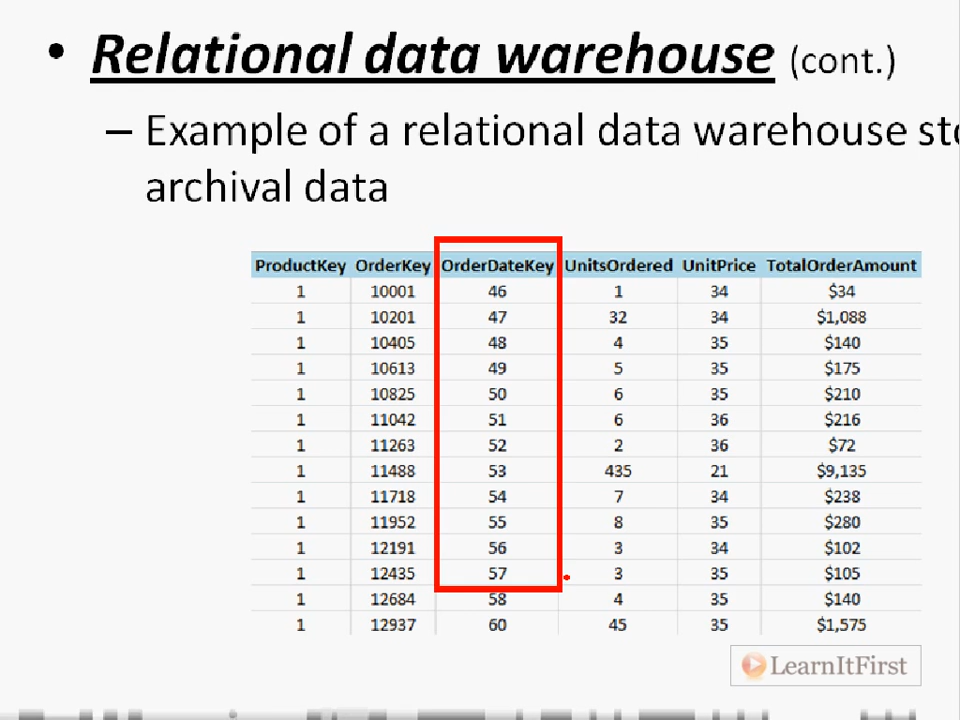 • Relational data warehouse (cont.)
– Example of a relational data warehouse
archival data
ProductKey OrderKey OrderDateKey UnitsOrdered UnitPrice TotalOrderAmount
1 10001 46 1 34 $34
1 10201 47 32 34 $1,088
1 10405 48 4 35 $140
1 10613 49 5 35 $175
1 10825 50 6 35 $210
1 11042 51 6 36 $216
1 11263 52 2 36 $72
1 11488 53 435 21 $9,135
1 11718 54 7 34 $238
1 11952 55 8 35 $280
1 12191 56 3 34 $102
1 12435 57 3 35 $105
1 12684 58 4 35 $140
1 12937 60 45 35 $1,575
LearnItFirst